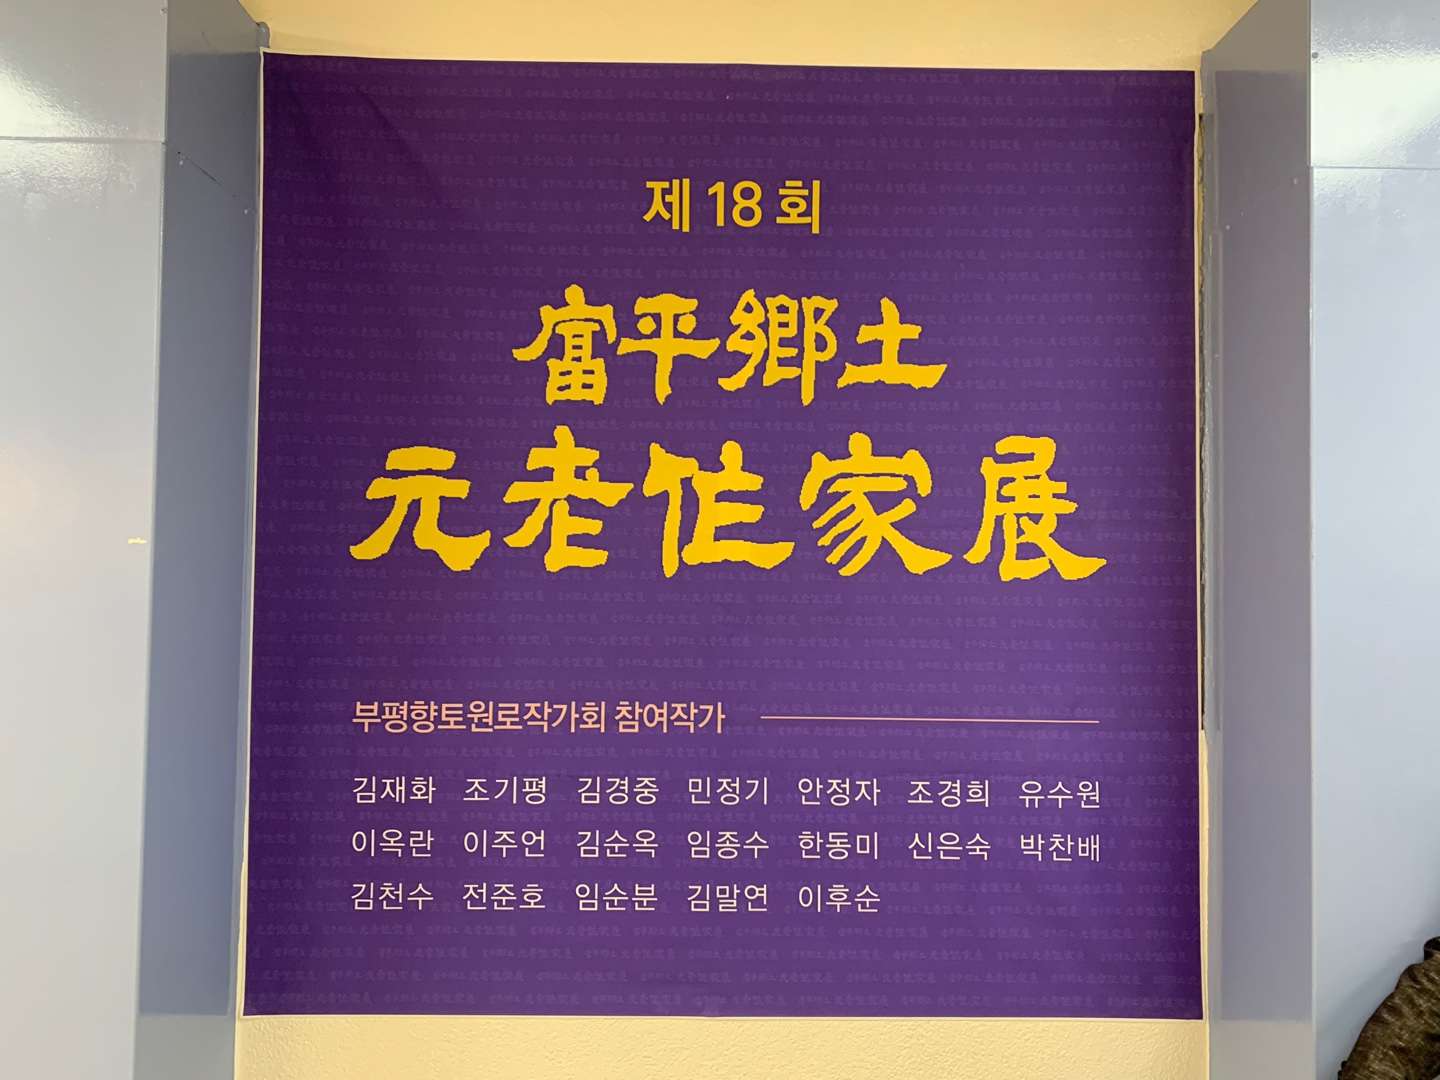 제 18 회
富平鄉土
元老作家展
부평향토원로작가회 참여작가
김재화 조기평 김경중 민정기 안정자 조경희 유수원
이옥란 이주언 김순옥 임종수 한동미 신은숙 박찬배
김천수 전준호 임순분 김말연 이후순